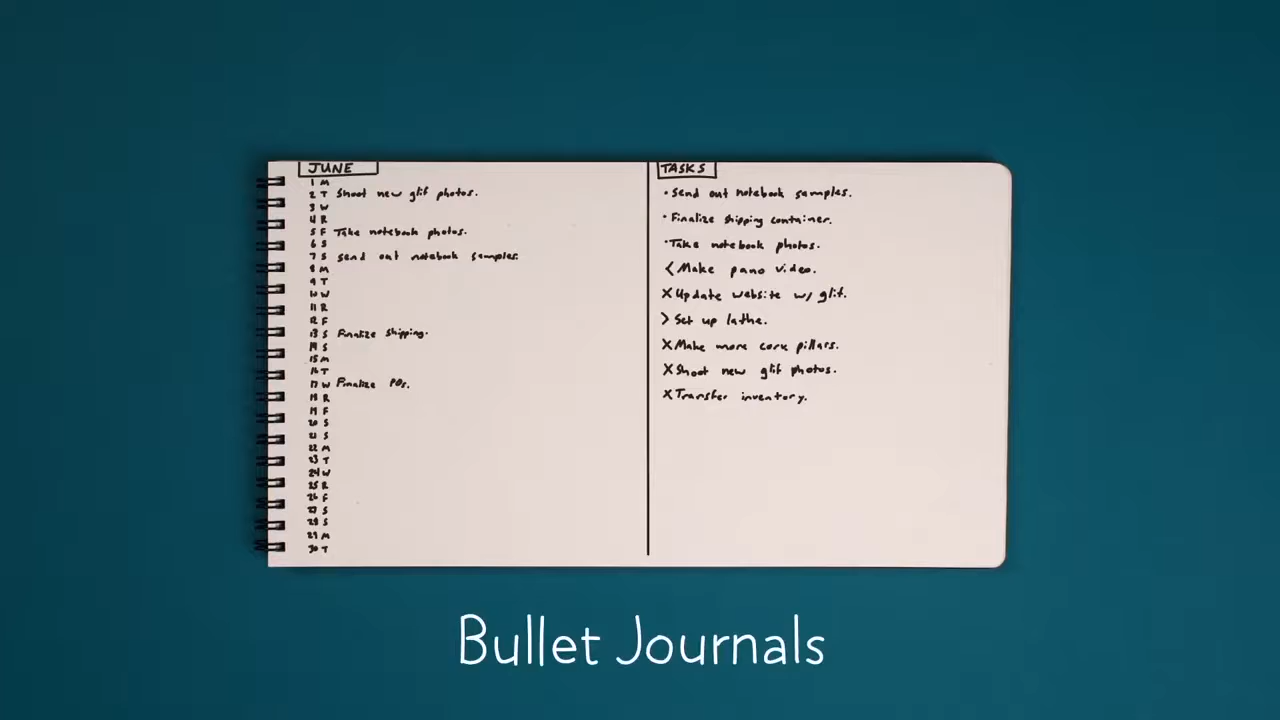 JUNE
1 M
2 T Shoot new glif photos.
3 W
4 R
5 F Take notebook photos.
6 S
7 S Send out notebook samples.
8 M
9 T
10 W
11 R
12 F
13 S Finalize shipping.
14 S
15 M
16 T
17 W Finalize POs.
18 R
19 F
20 S
21 S
22 M
23 T
24 W
25 R
26 F
27 S
28 S
29 M
30 T
TASKS
• Send out notebook samples.
• Finalize shipping container.
• Take notebook photos.
< Make pano video.
X Update website w/ glif.
> Set up lathe.
X Make more cork pillars.
X Shoot new glif photos.
X Transfer inventory.
Bullet Journals